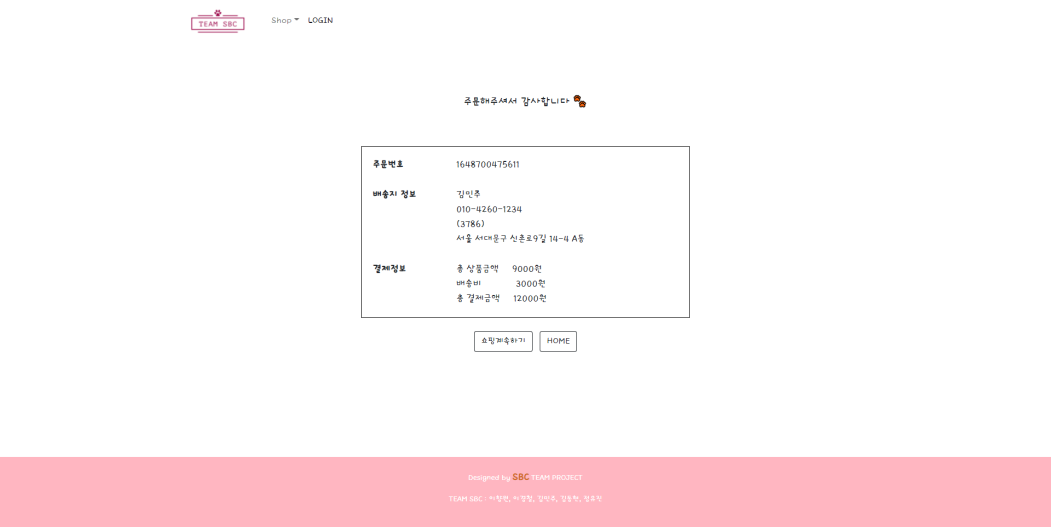 TEAM SBC
Shop LOGIN
주문해주셔서 감사합니다
주문번호 1648700475611
배송지 정보 김민주
010-4260-1234
(3786)
서울 서대문구 신촌로9길 14-4 A동
결제정보 총 상품금액 9000원
배송비 3000원
총 결제금액 12000원
쇼핑계속하기 HOME
Designed by SBC TEAM PROJECT
TEAM SBC : 김민주,